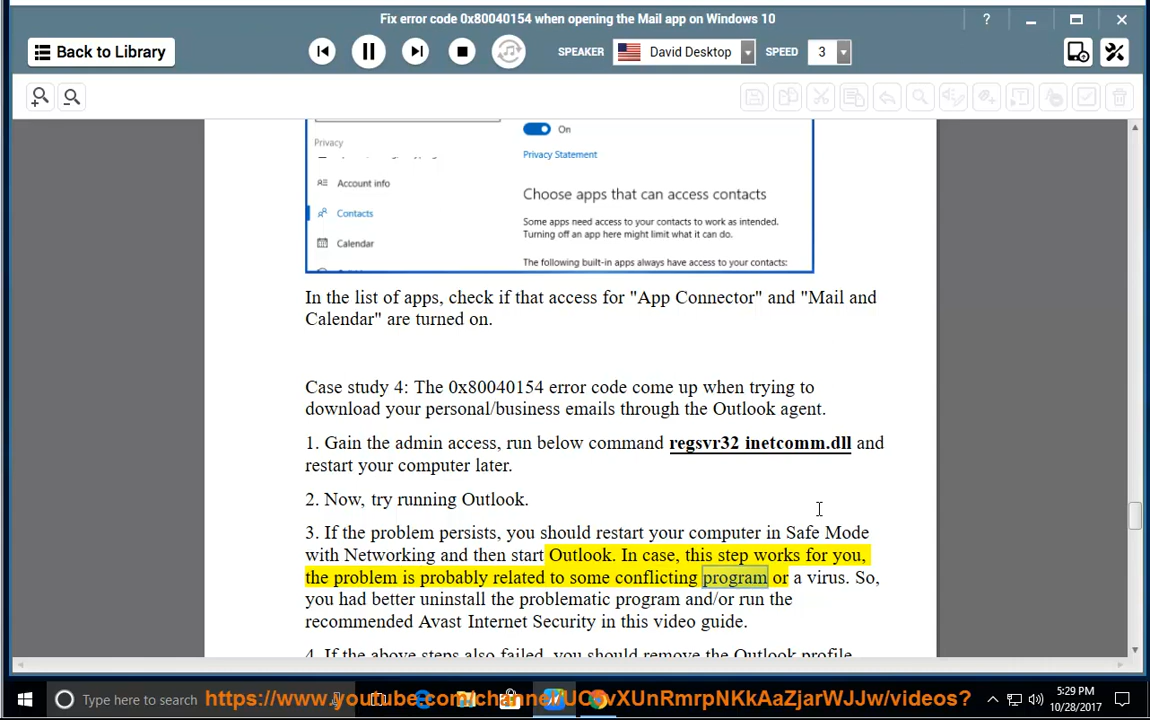 Fix error code 0x80040154 when opening the Mail app on Windows 10
?
Back to Library
SPEAKER
David Desktop
SPEED
3
On
Privacy
Privacy Statement
Account info
Choose apps that can access contacts
Contacts
Some apps need access to your contacts to work as intended.
Turning off an app here might limit what it can do.
Calendar
The following built-in apps always have access to your contacts:
In the list of apps, check if that access for "App Connector" and "Mail and
Calendar" are turned on.
Case study 4: The 0x80040154 error code come up when trying to
download your personal/business emails through the Outlook agent.
1. Gain the admin access, run below command regsvr32 inetcomm.dll and
restart your computer later.
2. Now, try running Outlook.
3. If the problem persists, you should restart your computer in Safe Mode
with Networking and then start Outlook. In case, this step works for you,
the problem is probably related to some conflicting program or a virus. So,
you had better uninstall the problematic program and/or run the
recommended Avast Internet Security in this video guide.
4. If the above steps also failed, you should remove the Outlook profile
Type here to search
5:29 PM
10/28/2017